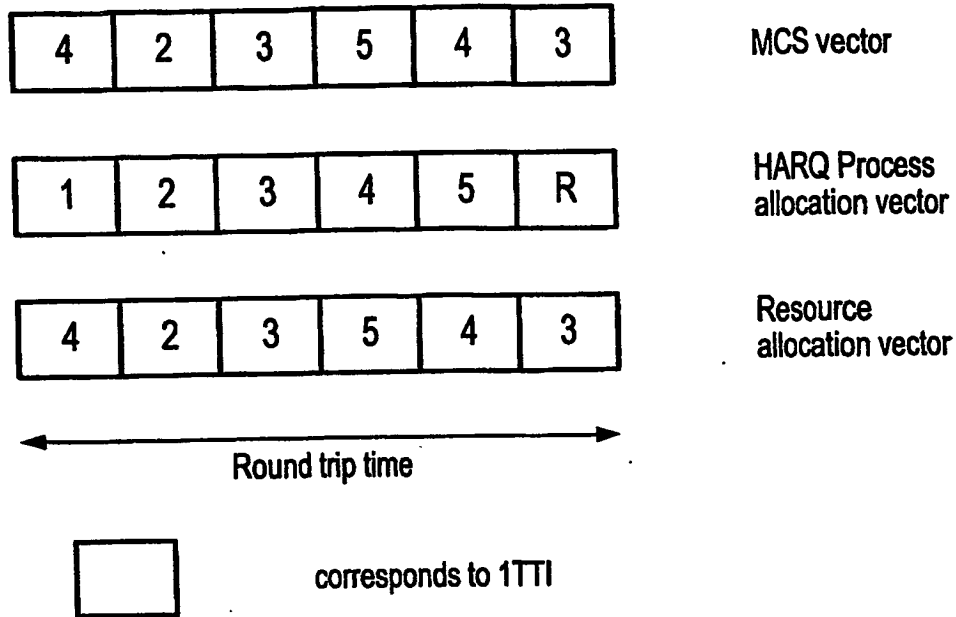 4 2 3 5 4 3 MCS vector
1 2 3 4 5 R HARQ Process
allocation vector
4 2 3 5 4 3 Resource
allocation vector
Round trip time
corresponds to 1TTI